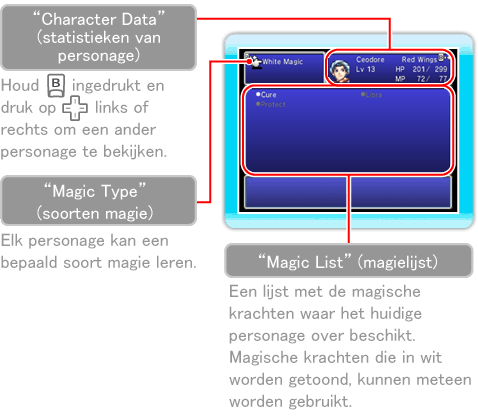 “Character Data”
(statistieken van
personage)
Houd B ingedrukt en
druk op links of
rechts om een ander
personage te bekijken.
“Magic Type”
(soorten magie)
Elk personage kan een
bepaald soort magie leren.
White Magic
Ceodore Red Wings
Lv 13 HP 201/ 299
MP 72/ 77
Cure Libra
Protect
“Magic List” (magielijst)
Een lijst met de magische
krachten waar het huidige
personage over beschikt.
Magische krachten die in wit
worden getoond, kunnen meteen
worden gebruikt.